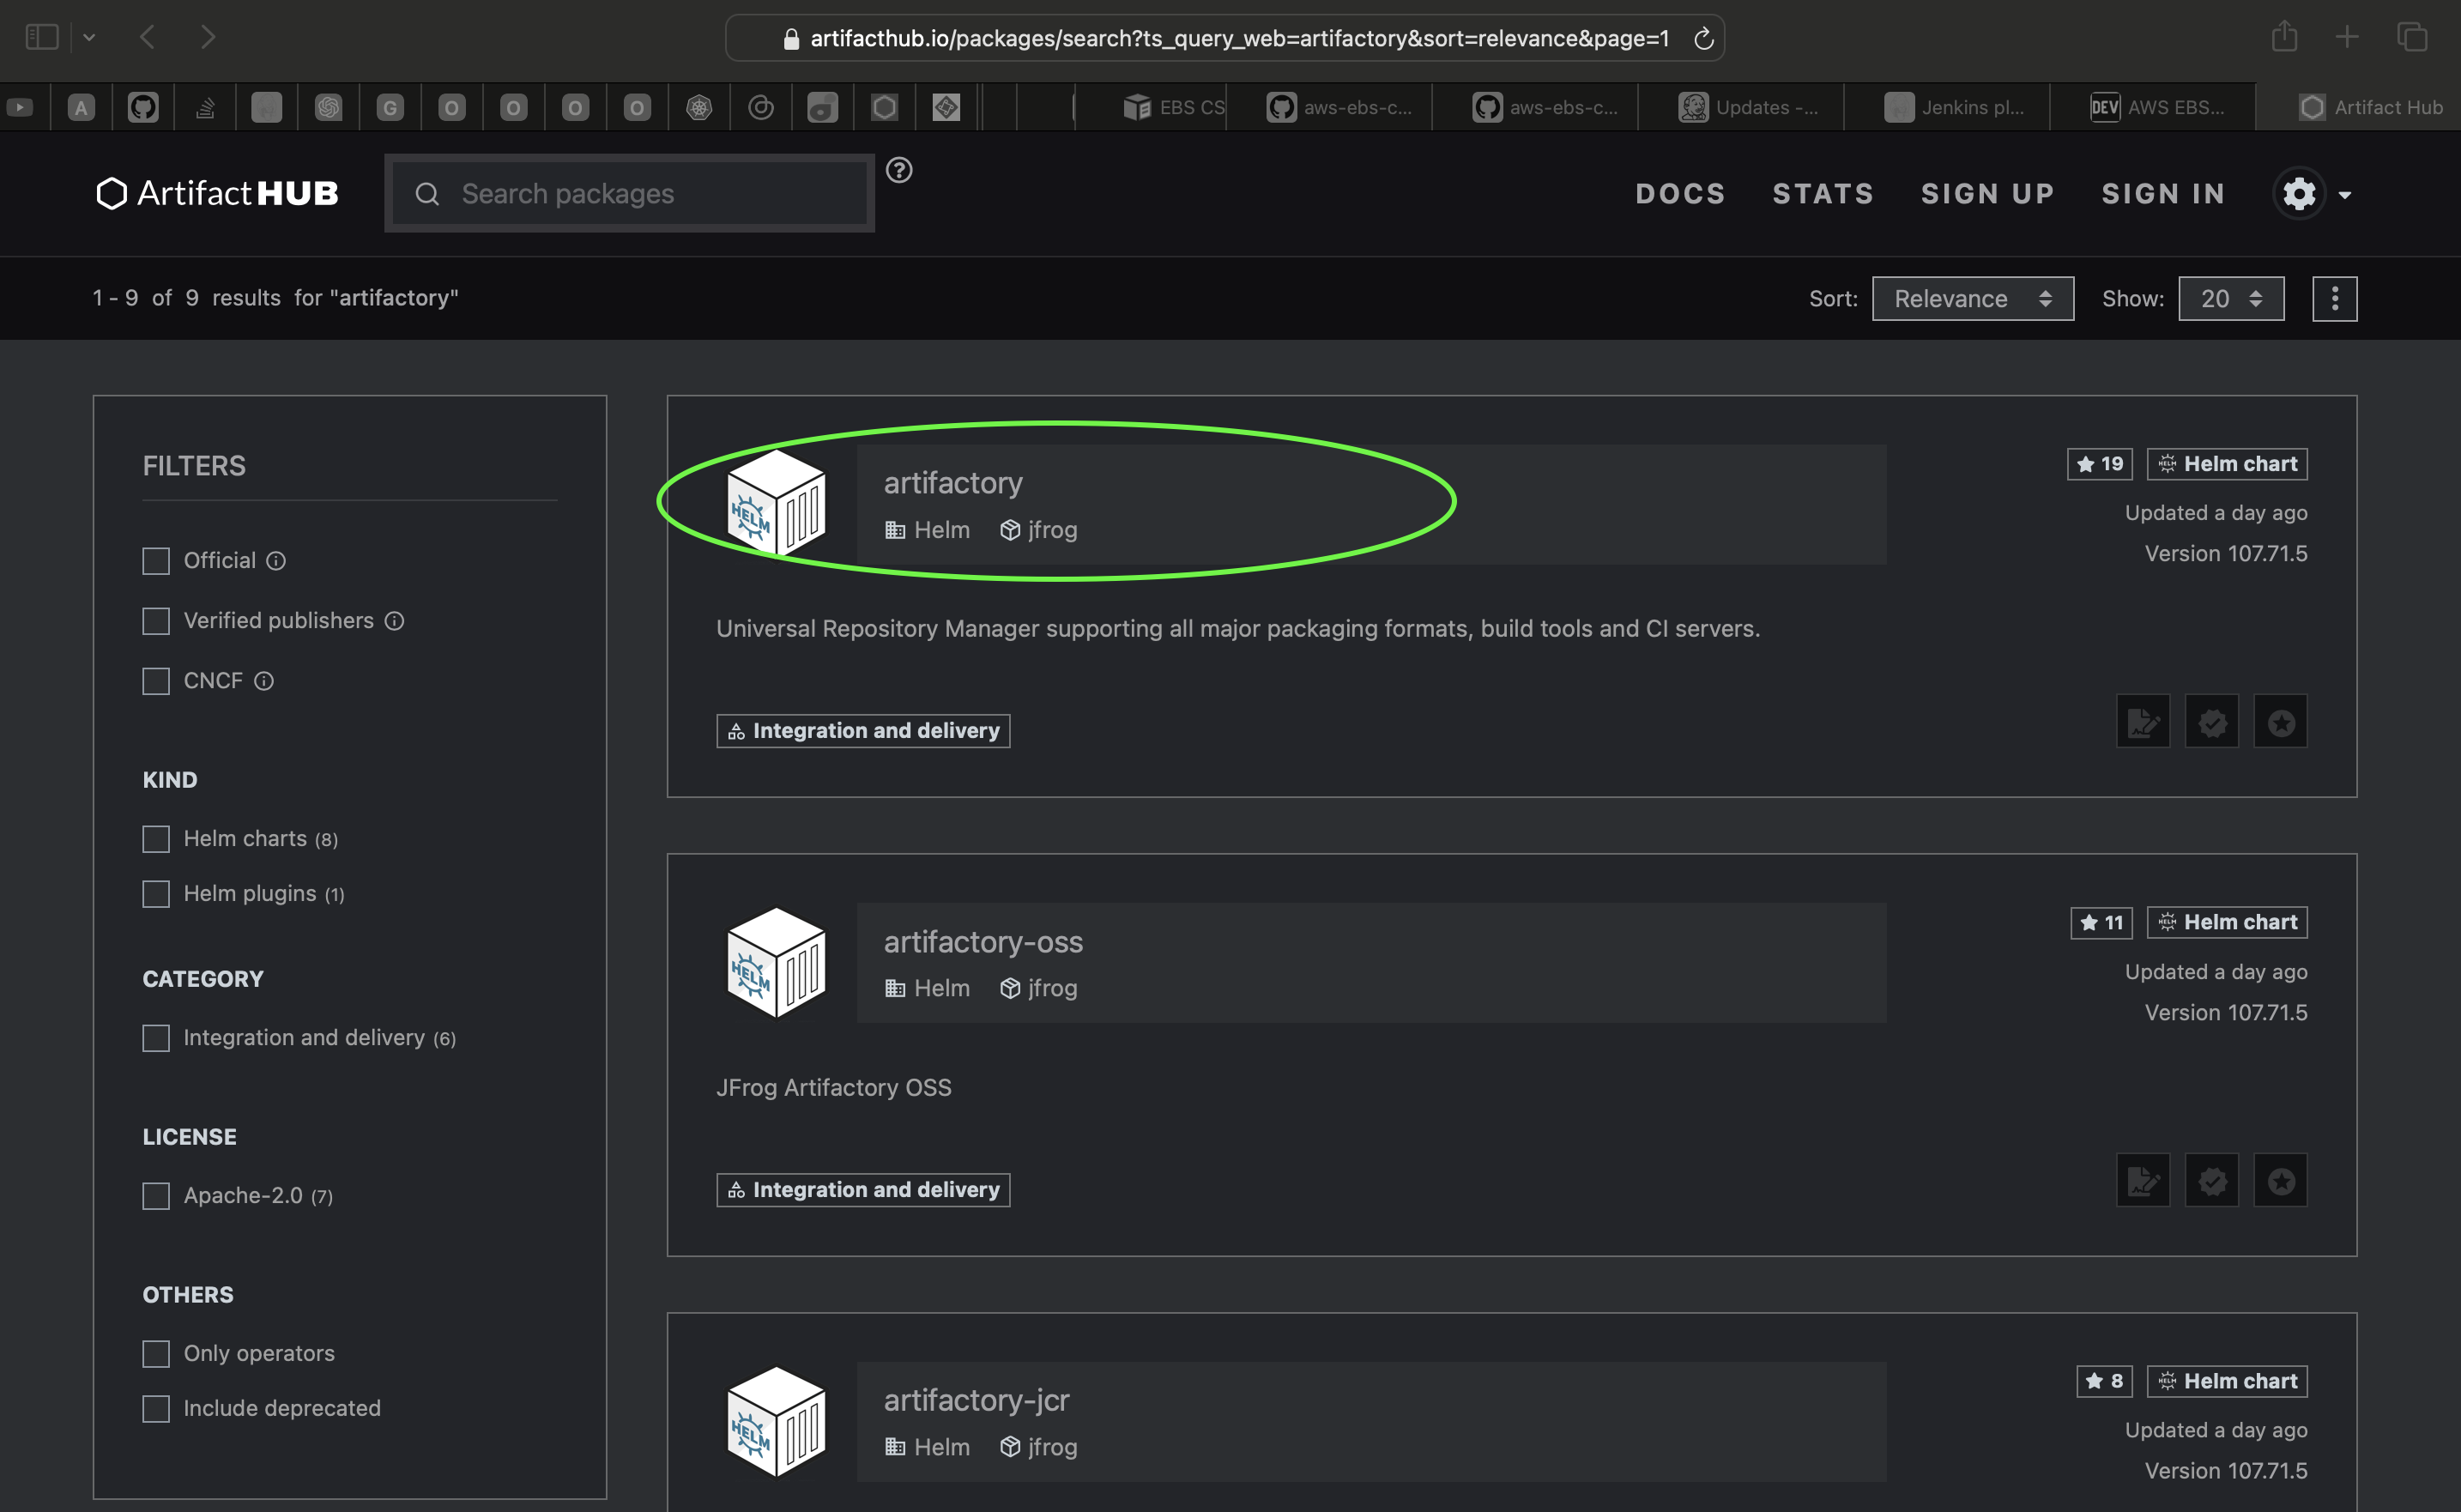 artifacthub.io/packages/search?ts_query_web=artifactory&sort=relevance&page=1
A
G
O
O
O
O
EBS CS
aws-ebs-c...
aws-ebs-c...
Updates -...
Jenkins pl...
DEV AWS EBS...
Artifact Hub
Artifact HUB
Search packages
DOCS
STATS
SIGN UP
SIGN IN
1 - 9 of 9 results for "artifactory"
Sort: Relevance
Show: 20
FILTERS
Official
Verified publishers
CNCF
KIND
Helm charts (8)
Helm plugins (1)
CATEGORY
Integration and delivery (6)
LICENSE
Apache-2.0 (7)
OTHERS
Only operators
Include deprecated
HELM
artifactory
Helm jfrog
19
HELM Helm chart
Updated a day ago
Version 107.71.5
Universal Repository Manager supporting all major packaging formats, build tools and CI servers.
Integration and delivery
HELM
artifactory-oss
Helm jfrog
11
HELM Helm chart
Updated a day ago
Version 107.71.5
JFrog Artifactory OSS
Integration and delivery
HELM
artifactory-jcr
Helm jfrog
8
HELM Helm chart
Updated a day ago
Version 107.71.5